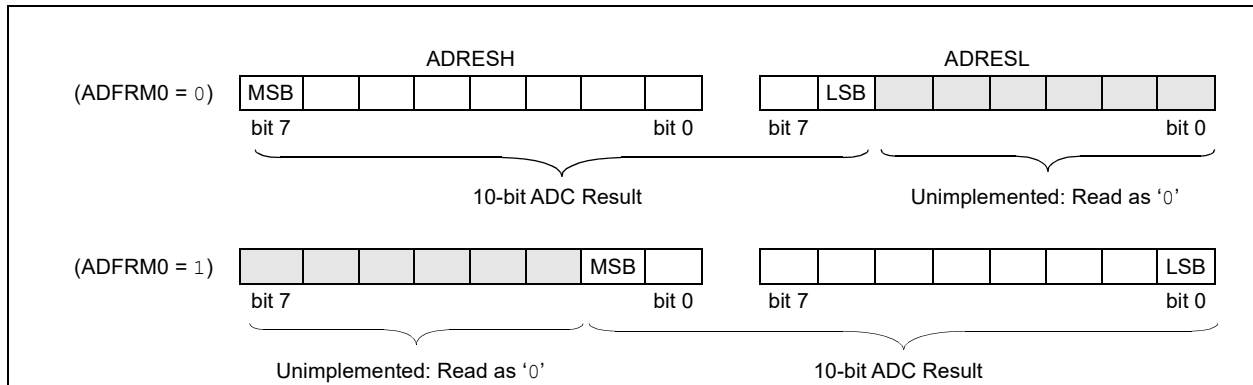 ADRESH ADRESL
(ADFRM0 = 0) MSB LSB
bit 7 bit 0 bit 7 bit 0
10-bit ADC Result Unimplemented: Read as ‘0’
(ADFRM0 = 1) MSB LSB
bit 7 bit 0 bit 7 bit 0
Unimplemented: Read as ‘0’ 10-bit ADC Result